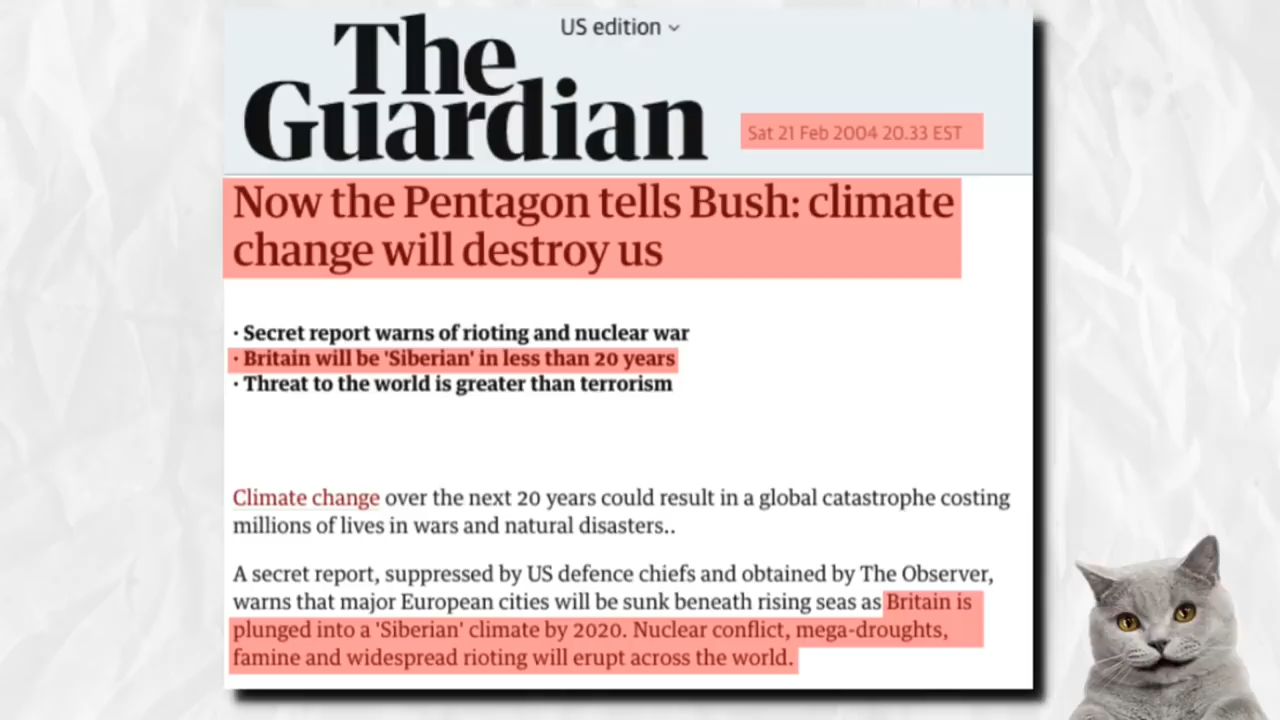 US edition
The
Guardian
Sat 21 Feb 2004 20.33 EST
Now the Pentagon tells Bush: climate
change will destroy us
· Secret report warns of rioting and nuclear war
· Britain will be 'Siberian' in less than 20 years
· Threat to the world is greater than terrorism
Climate change over the next 20 years could result in a global catastrophe costing
millions of lives in wars and natural disasters..
A secret report, suppressed by US defence chiefs and obtained by The Observer,
warns that major European cities will be sunk beneath rising seas as Britain is
plunged into a 'Siberian' climate by 2020. Nuclear conflict, mega-droughts,
famine and widespread rioting will erupt across the world.